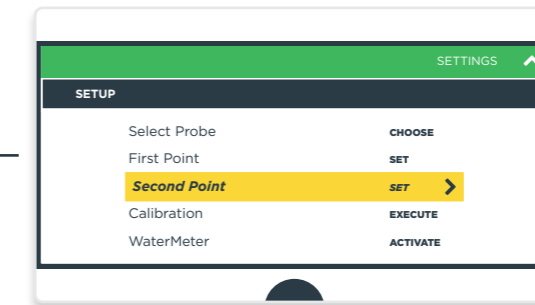 SETTINGS
SETUP
Select Probe CHOOSE
First Point SET
Second Point SET
Calibration EXECUTE
WaterMeter ACTIVATE